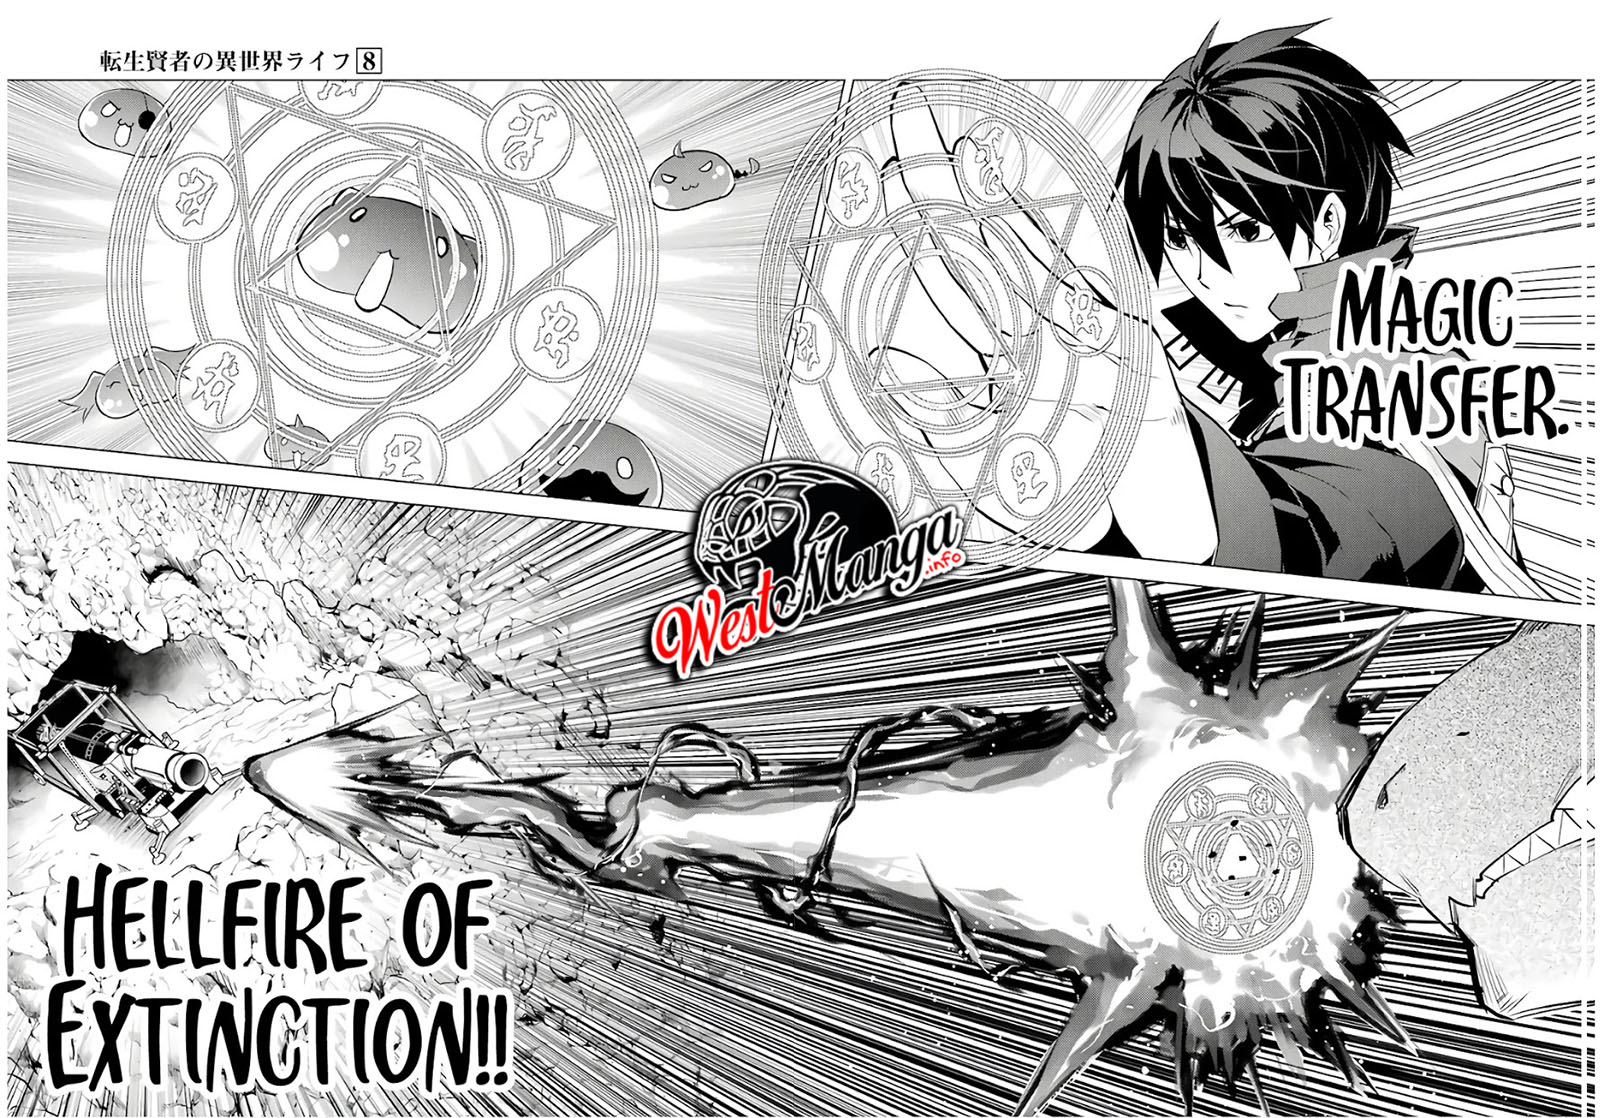 転生賢者の異世界ライフ 8
MAGIC
TRANSFER.
WestManga
.info
HELLFIRE OF
EXTINCTION!!